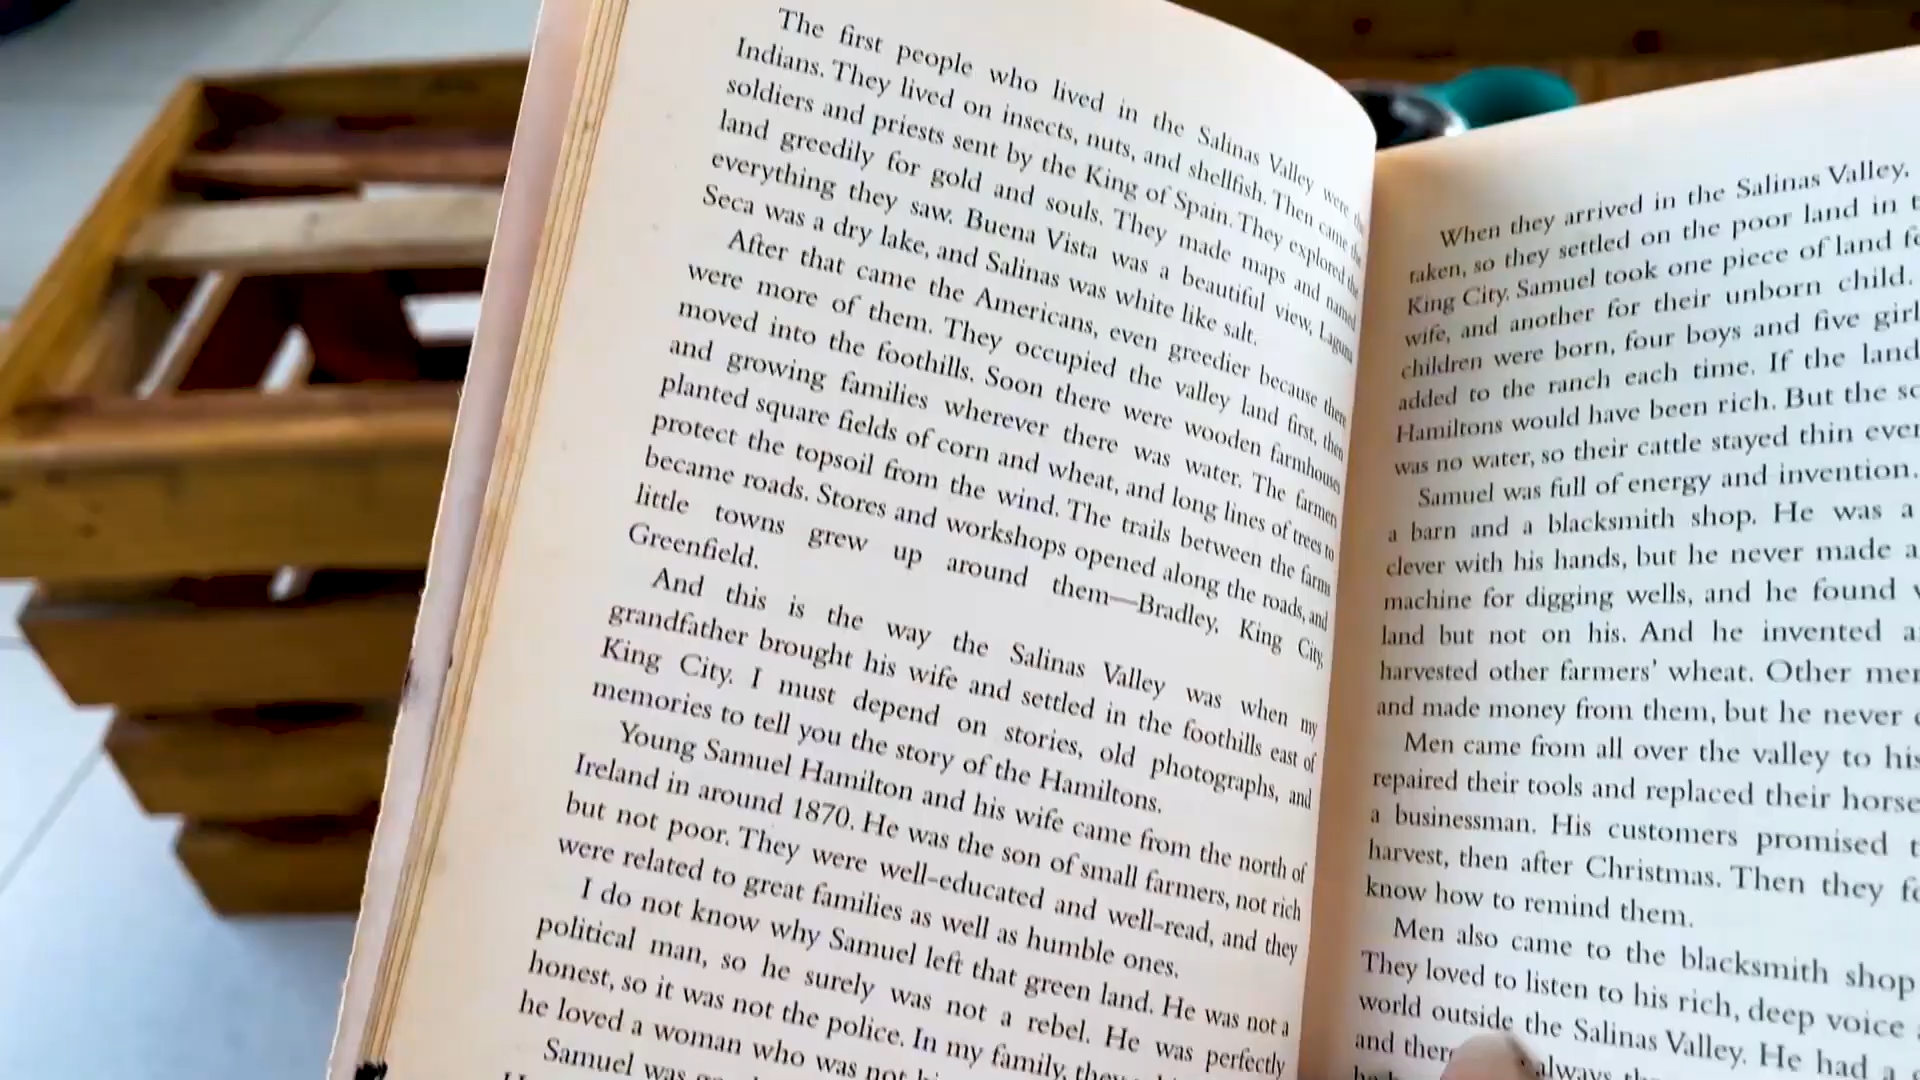 The first people who lived in the Salinas Valley were the
Indians. They lived on insects, nuts, and shellfish. Then came the
soldiers and priests sent by the King of Spain. They explored the
land greedily for gold and souls. They made maps and named
everything they saw. Buena Vista was a beautiful view, Laguna
Seca was a dry lake, and Salinas was white like salt.
After that came the Americans, even greedier because there
were more of them. They occupied the valley land first, then
moved into the foothills. Soon there were wooden farmhouses
and growing families wherever there was water. The farmers
planted square fields of corn and wheat, and long lines of trees to
protect the topsoil from the wind. The trails between the farms
became roads. Stores and workshops opened along the roads, and
little towns grew up around them—Bradley, King City,
Greenfield.
And this is the way the Salinas Valley was when my
grandfather brought his wife and settled in the foothills east of
King City. I must depend on stories, old photographs, and
memories to tell you the story of the Hamiltons.
Young Samuel Hamilton and his wife came from the north of
Ireland in around 1870. He was the son of small farmers, not rich
but not poor. They were well-educated and well-read, and they
were related to great families as well as humble ones.
I do not know why Samuel left that green land. He was not a
political man, so he surely was not a rebel. He was perfectly
honest, so it was not the police. In my family, they
he loved a woman who was not
Samuel was
When they arrived in the Salinas Valley,
taken, so they settled on the poor land in
King City. Samuel took one piece of land
wife, and another for their unborn child.
children were born, four boys and five
added to the ranch each time. If the land
Hamiltons would have been rich. But the
was no water, so their cattle stayed thin
Samuel was full of energy and invention.
a barn and a blacksmith shop. He was a
clever with his hands, but he never made
machine for digging wells, and he found
land but not on his. And he invented
harvested other farmers' wheat. Other
and made money from them, but he never
Men came from all over the valley to his
repaired their tools and replaced their
a businessman. His customers promised
harvest, then after Christmas. Then they
know how to remind them.
Men also came to the blacksmith shop
They loved to listen to his rich, deep voice
world outside the Salinas Valley. He had a
and always